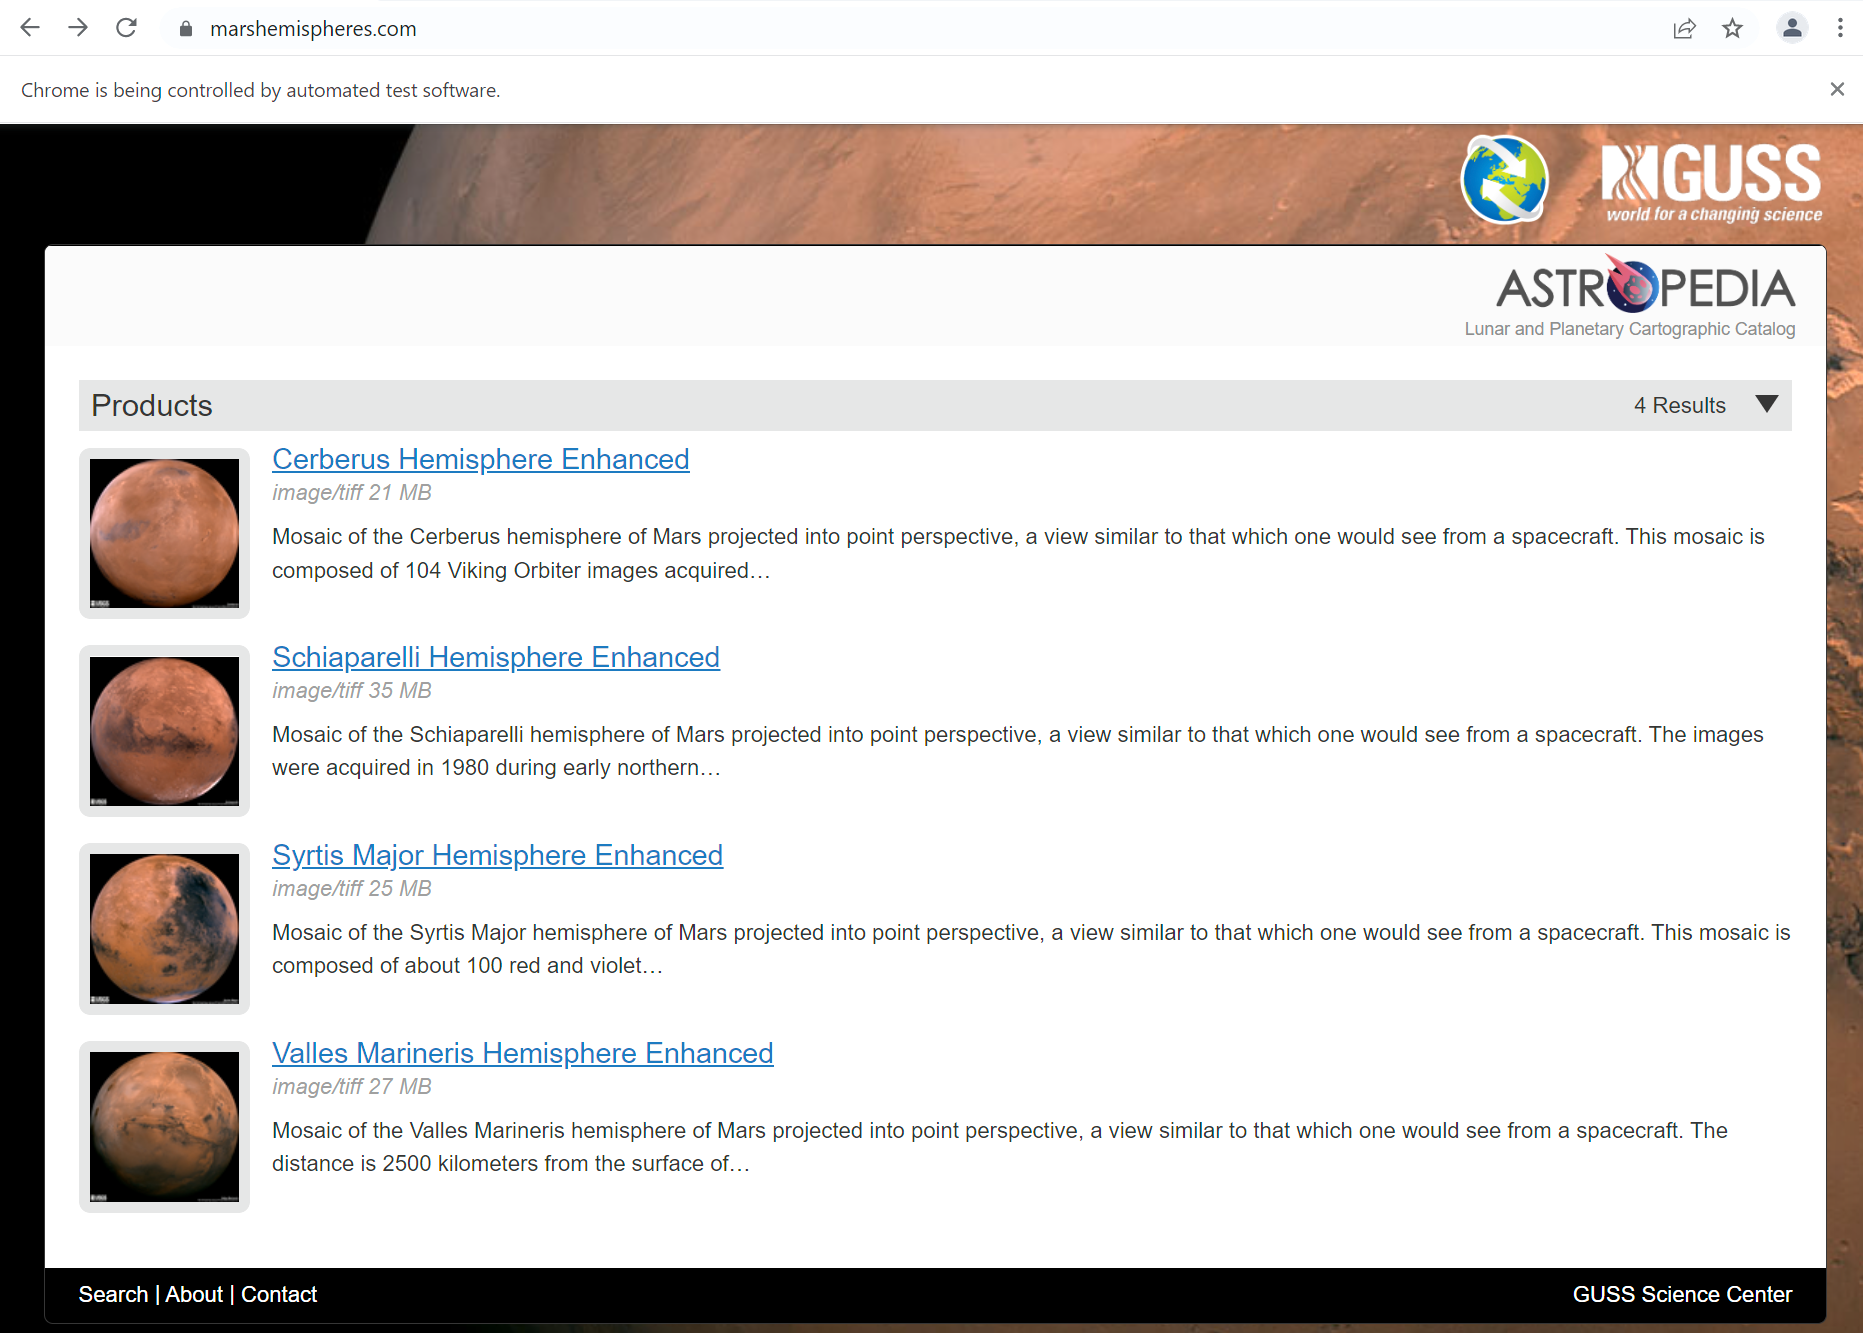 marshemispheres.com
Chrome is being controlled by automated test software.
GUSS
world for a changing science
ASTROPEDIA
Lunar and Planetary Cartographic Catalog
Products
4 Results
Cerberus Hemisphere Enhanced
image/tiff 21 MB
Mosaic of the Cerberus hemisphere of Mars projected into point perspective, a view similar to that which one would see from a spacecraft. This mosaic is
composed of 104 Viking Orbiter images acquired…
Schiaparelli Hemisphere Enhanced
image/tiff 35 MB
Mosaic of the Schiaparelli hemisphere of Mars projected into point perspective, a view similar to that which one would see from a spacecraft. The images
were acquired in 1980 during early northern…
Syrtis Major Hemisphere Enhanced
image/tiff 25 MB
Mosaic of the Syrtis Major hemisphere of Mars projected into point perspective, a view similar to that which one would see from a spacecraft. This mosaic is
composed of about 100 red and violet…
Valles Marineris Hemisphere Enhanced
image/tiff 27 MB
Mosaic of the Valles Marineris hemisphere of Mars projected into point perspective, a view similar to that which one would see from a spacecraft. The
distance is 2500 kilometers from the surface of…
Search | About | Contact
GUSS Science Center